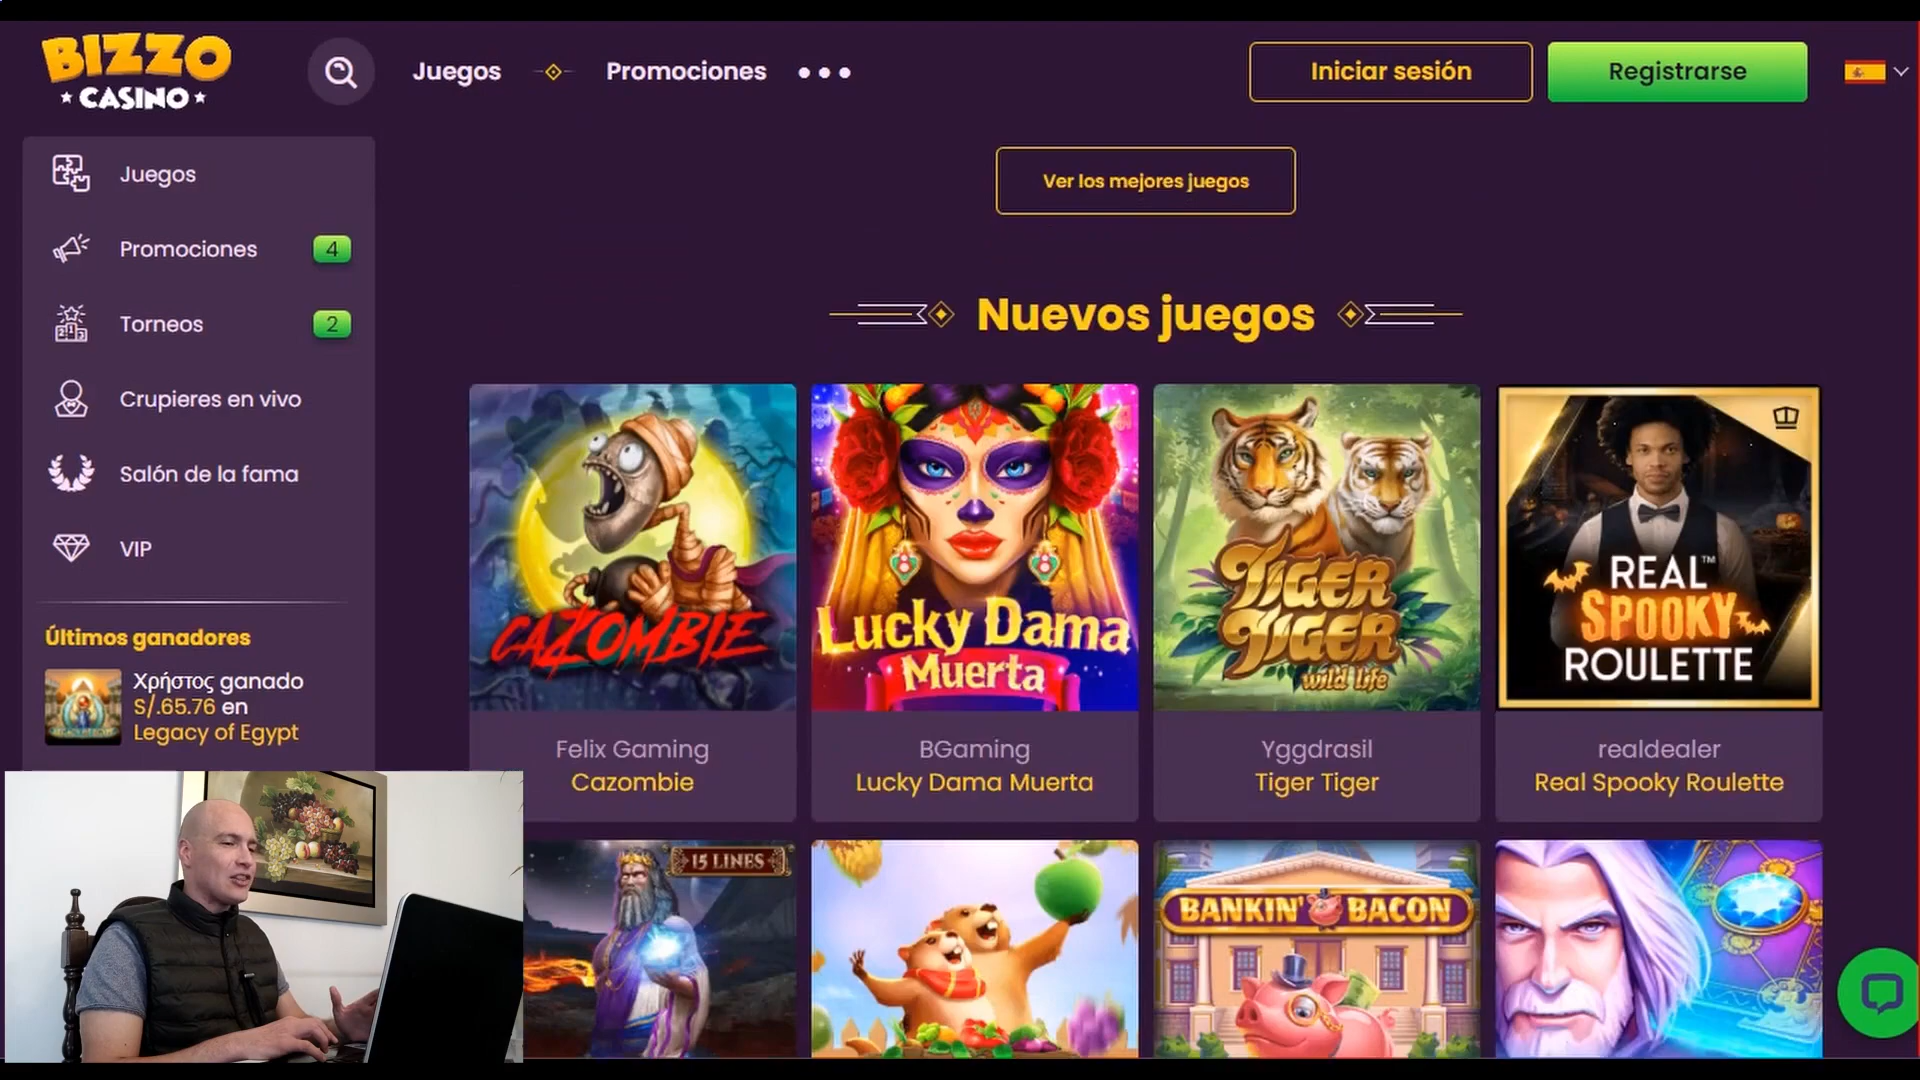 BIZZO
CASINO
Juegos
Promociones
Iniciar sesión
Registrarse
Juegos
Promociones
4
Torneos
2
Crupieres en vivo
Salón de la fama
VIP
Últimos ganadores
Χρήστος ganado
S/.65.76 en
Legacy of Egypt
Ver los mejores juegos
Nuevos juegos
CAZOMBIE
Felix Gaming
Cazombie
Lucky Dama
Muerta
BGaming
Lucky Dama Muerta
TIGER
TIGER
wild life
Yggdrasil
Tiger Tiger
REAL™
SPOOKY
ROULETTE
realdealer
Real Spooky Roulette
15 LINES
BANKIN' BACON